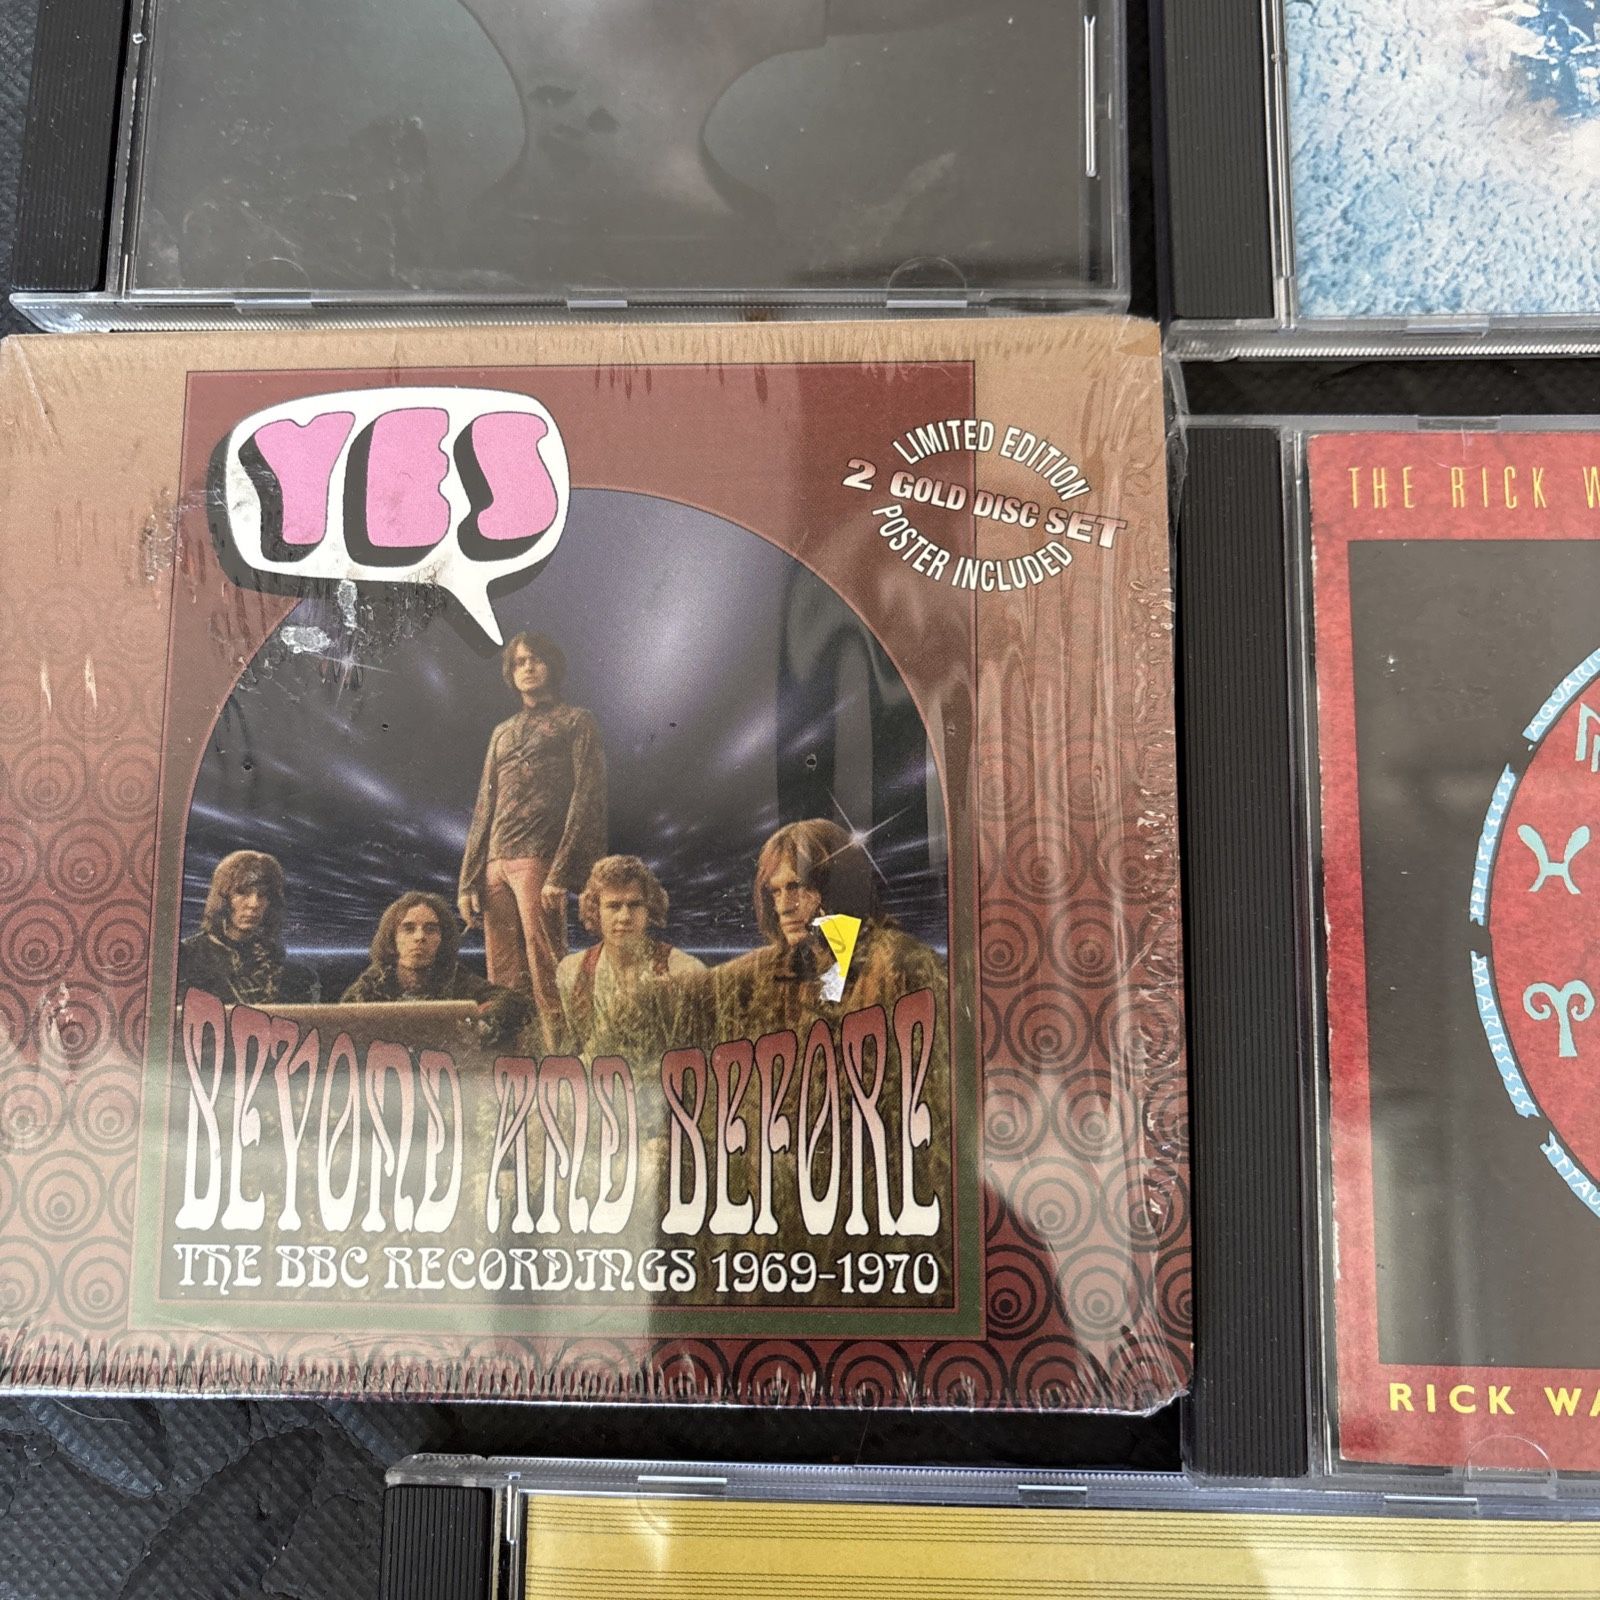 YES
LIMITED EDITION
2 GOLD DISC SET
POSTER INCLUDED
BEYOND AND BEFORE
THE BBC RECORDINGS 1969-1970
THE RICK W
AQUARI
RICK WA